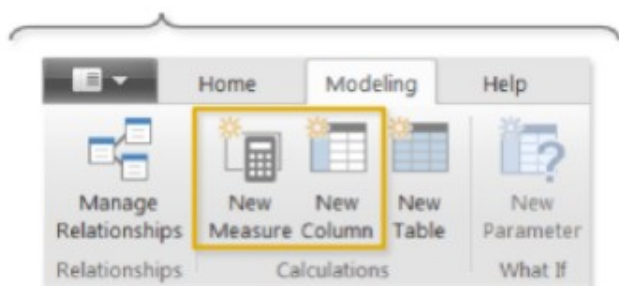 Home Modeling Help
Manage Relationships
New Measure
New Column
New Table
New Parameter
Relationships Calculations What If